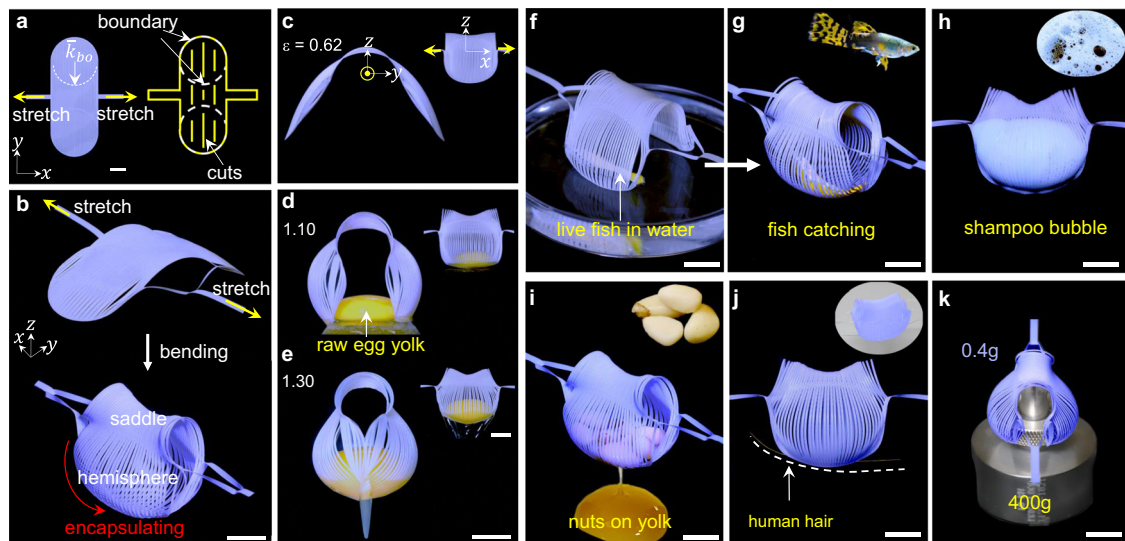 a
boundary
k̄bo
stretch
stretch
y
x
cuts
b
stretch
stretch
z
x
y
bending
saddle
hemisphere
encapsulating
c
ε = 0.62
z
y
z
x
d
1.10
raw egg yolk
e
1.30
f
live fish in water
g
fish catching
h
shampoo bubble
i
nuts on yolk
j
human hair
k
0.4g
400g